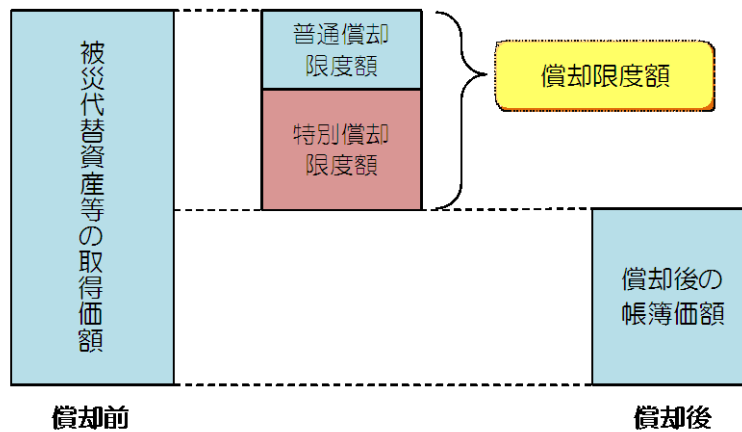 被災代替資産等の取得価額
普通償却
限度額
特別償却
限度額
償却限度額
償却後の
帳簿価額
償却前
償却後